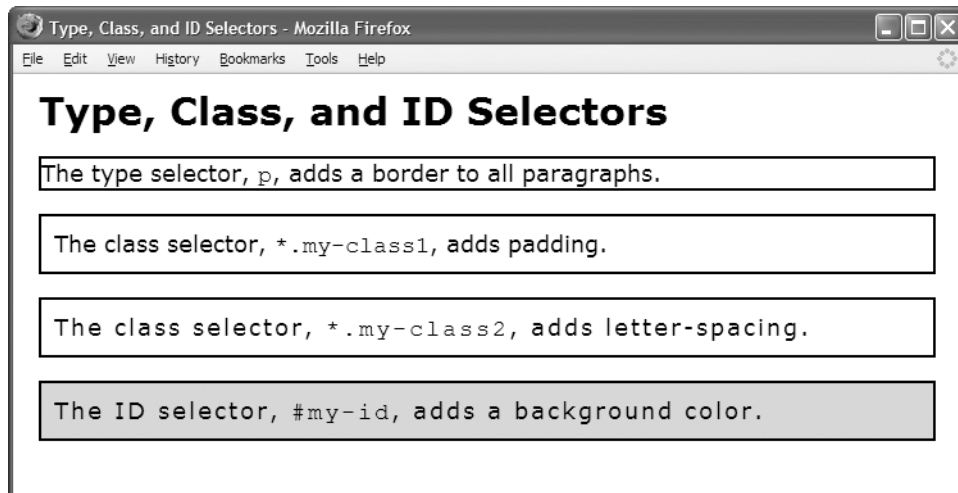 Type, Class, and ID Selectors - Mozilla Firefox
File Edit View History Bookmarks Tools Help
Type, Class, and ID Selectors
The type selector, p, adds a border to all paragraphs.
The class selector, *.my-class1, adds padding.
The class selector, *.my-class2, adds letter-spacing.
The ID selector, #my-id, adds a background color.